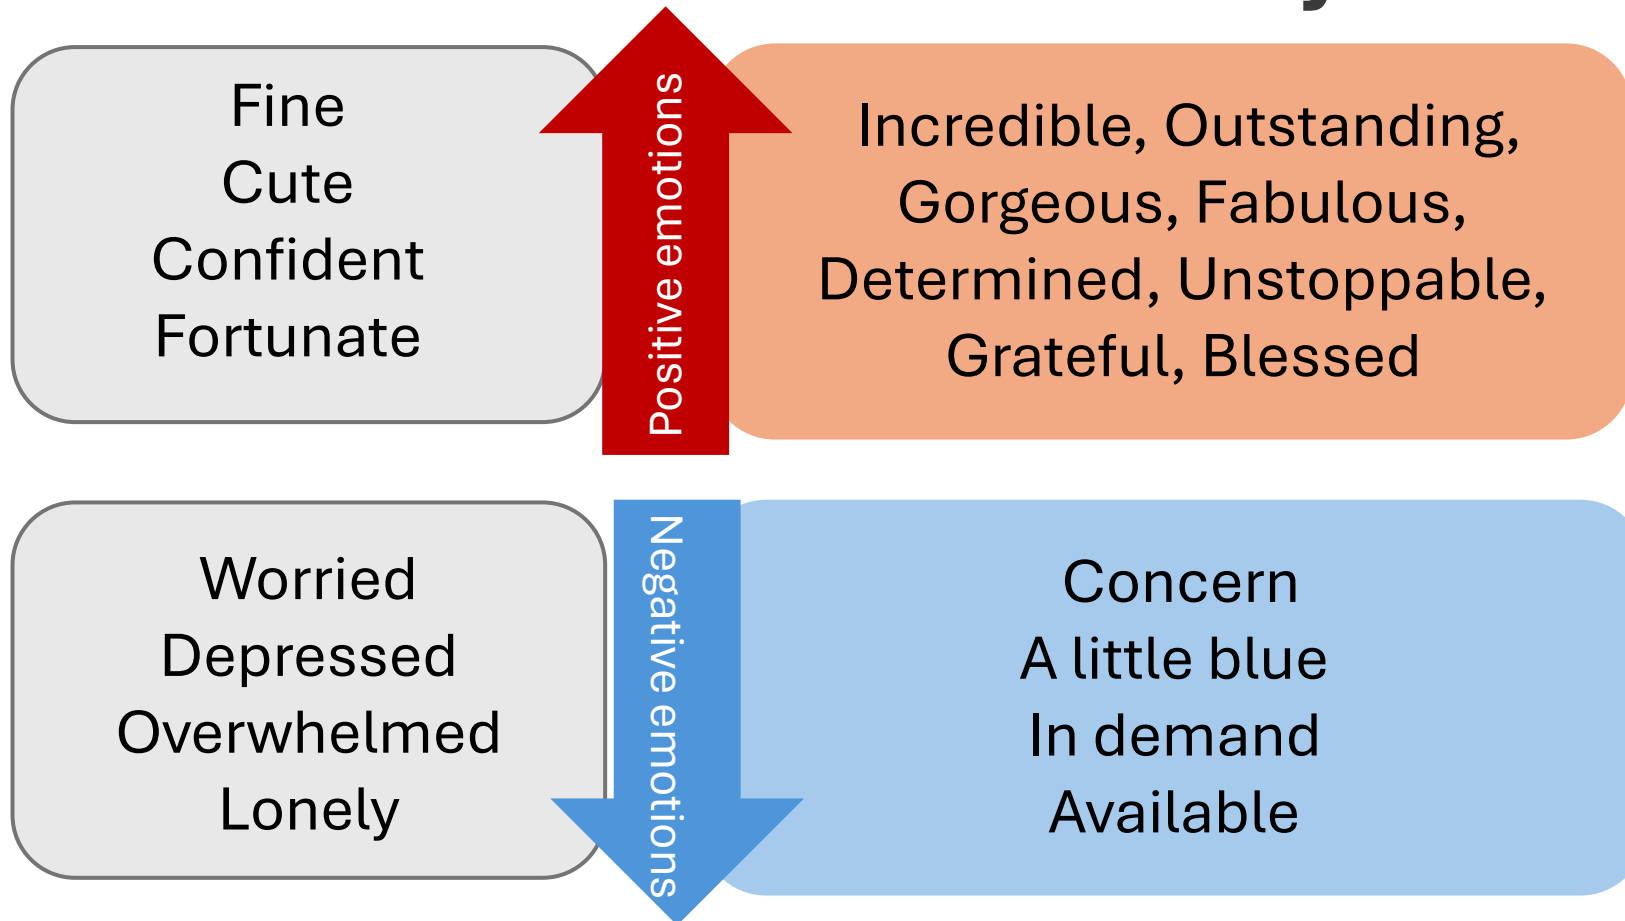 Fine
Cute
Confident
Fortunate
Positive emotions
Incredible, Outstanding,
Gorgeous, Fabulous,
Determined, Unstoppable,
Grateful, Blessed
Worried
Depressed
Overwhelmed
Lonely
Negative emotions
Concern
A little blue
In demand
Available